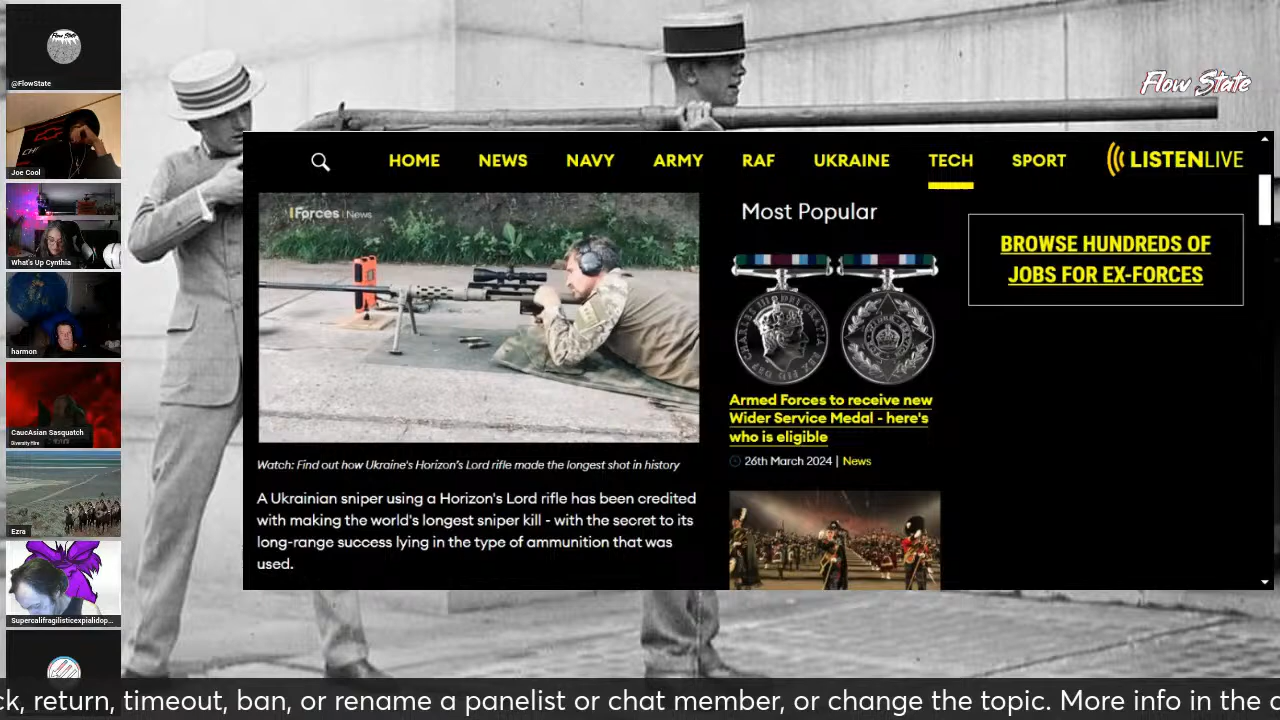 Flow State
@FlowState
Joe Cool
What's Up Cynthia
harmon
CaucAsian Sasquatch
Diversity Hire
Ezra
Supercalifragilisticexpialidop...
Flow State
HOME NEWS NAVY ARMY RAF UKRAINE TECH SPORT LISTENLIVE
Forces News
Watch: Find out how Ukraine's Horizon's Lord rifle made the longest shot in history
A Ukrainian sniper using a Horizon's Lord rifle has been credited
with making the world's longest sniper kill - with the secret to its
long-range success lying in the type of ammunition that was
used.
Most Popular
Armed Forces to receive new
Wider Service Medal - here's
who is eligible
26th March 2024 | News
BROWSE HUNDREDS OF
JOBS FOR EX-FORCES
ck, return, timeout, ban, or rename a panelist or chat member, or change the topic. More info in the